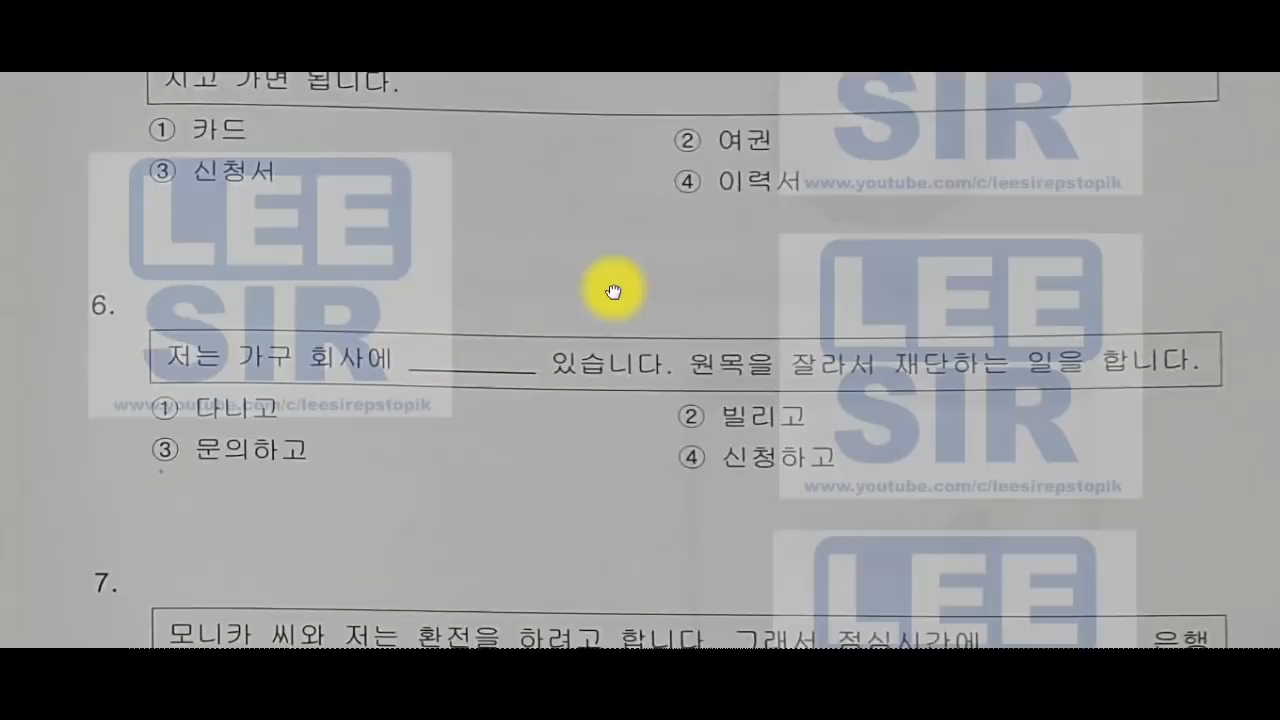 지고 가면 됩니다.
① 카드
② 여권
③ 신청서
④ 이력서
6.
저는 가구 회사에 ________ 있습니다. 원목을 잘라서 재단하는 일을 합니다.
① 다니고
② 빌리고
③ 문의하고
④ 신청하고
7.
모니카 씨와 저는 환전을 하려고 합니다. 그래서 점심시간에 ________ 은행
SIR
www.youtube.com/c/leesirepstopik
LEE
SIR
www.youtube.com/c/leesirepstopik
LEE
SIR
www.youtube.com/c/leesirepstopik
LEE